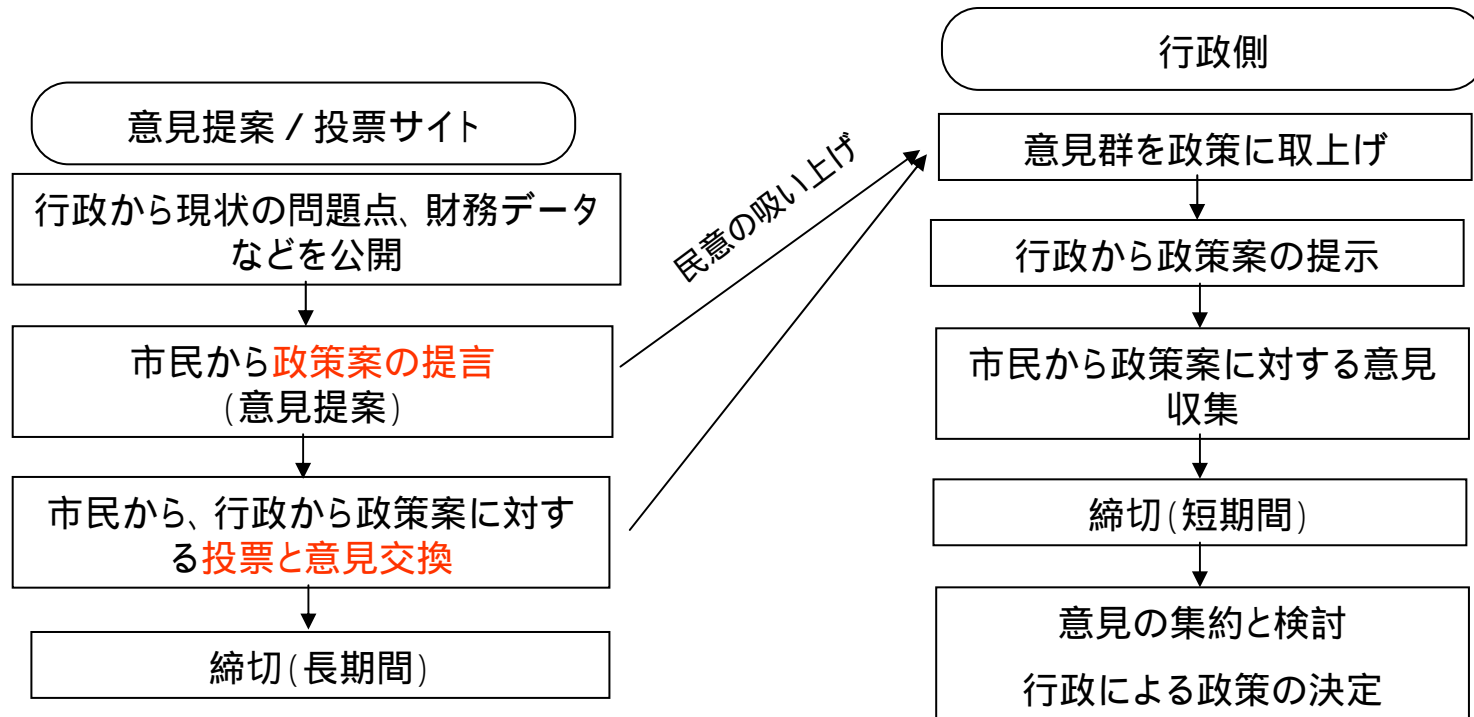 意見提案 / 投票サイト
行政から現状の問題点、財務データ
などを公開
市民から政策案の提言
(意見提案)
市民から、行政から政策案に対す
る投票と意見交換
締切(長期間)
民意の吸い上げ
行政側
意見群を政策に取上げ
行政から政策案の提示
市民から政策案に対する意見
収集
締切(短期間)
意見の集約と検討
行政による政策の決定